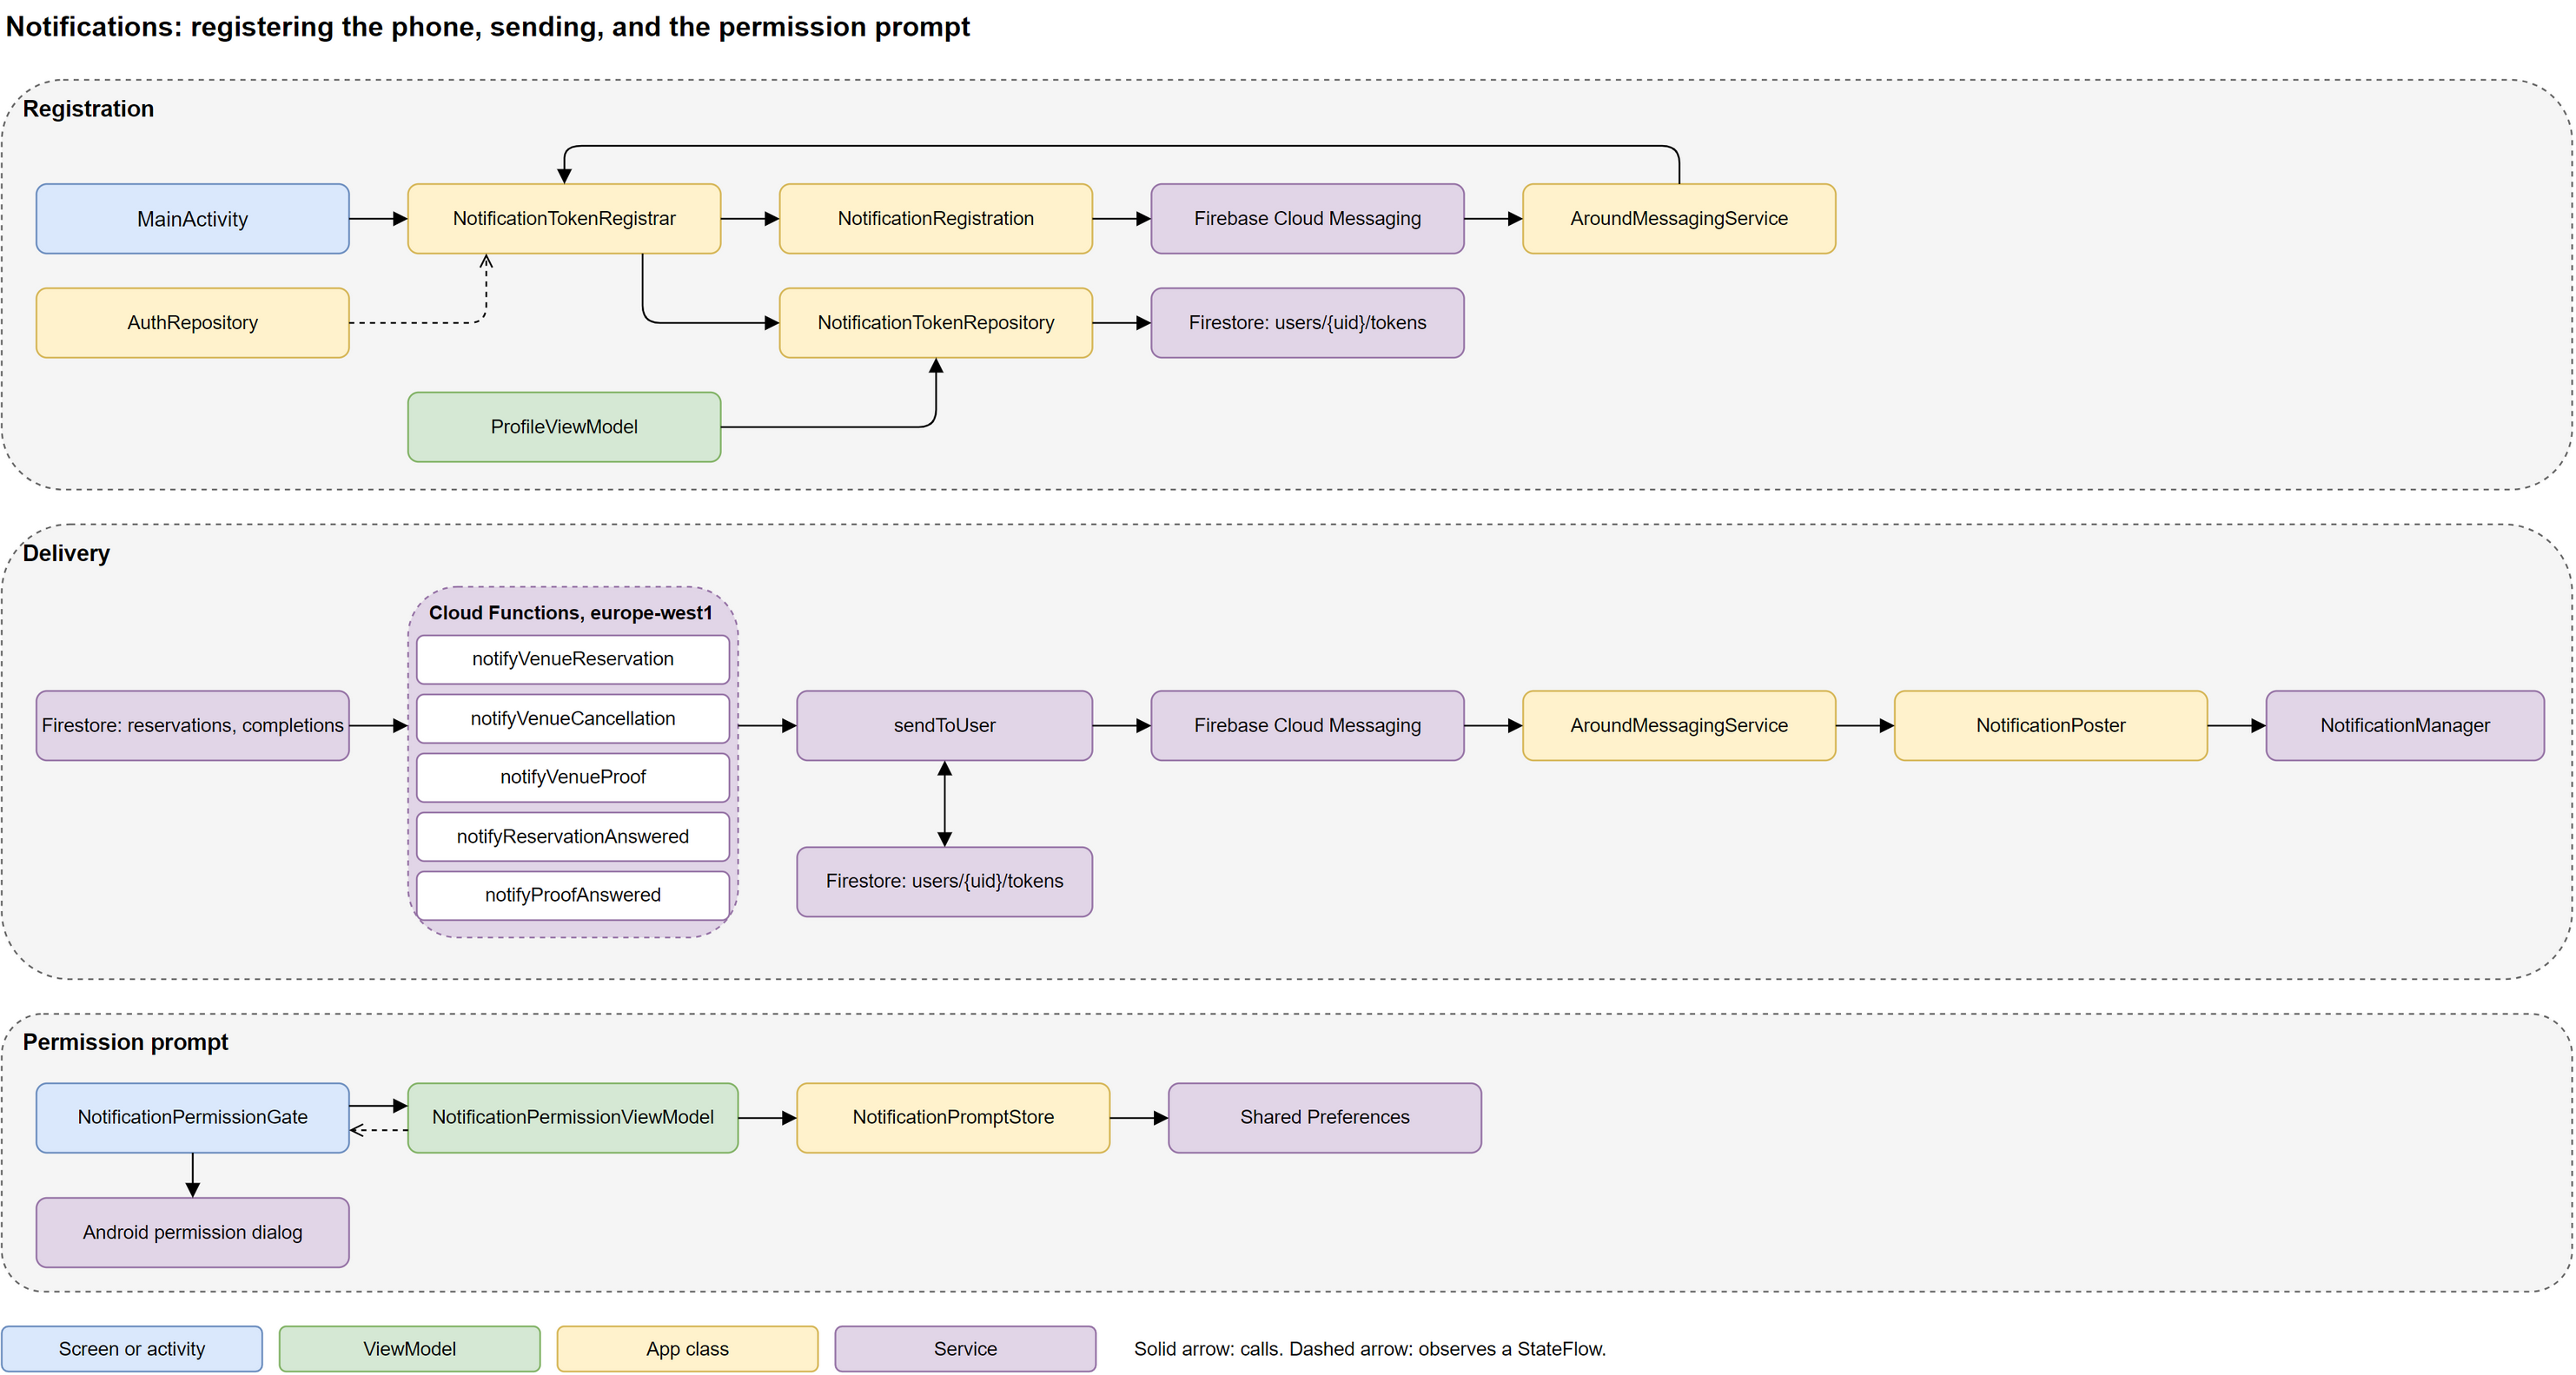 Notifications: registering the phone, sending, and the permission prompt
Registration
MainActivity
NotificationTokenRegistrar
NotificationRegistration
Firebase Cloud Messaging
AroundMessagingService
AuthRepository
NotificationTokenRepository
Firestore: users/{uid}/tokens
ProfileViewModel
Delivery
Cloud Functions, europe-west1
notifyVenueReservation
notifyVenueCancellation
notifyVenueProof
notifyReservationAnswered
notifyProofAnswered
Firestore: reservations, completions
sendToUser
Firebase Cloud Messaging
AroundMessagingService
NotificationPoster
NotificationManager
Firestore: users/{uid}/tokens
Permission prompt
NotificationPermissionGate
NotificationPermissionViewModel
NotificationPromptStore
Shared Preferences
Android permission dialog
Screen or activity
ViewModel
App class
Service
Solid arrow: calls. Dashed arrow: observes a StateFlow.